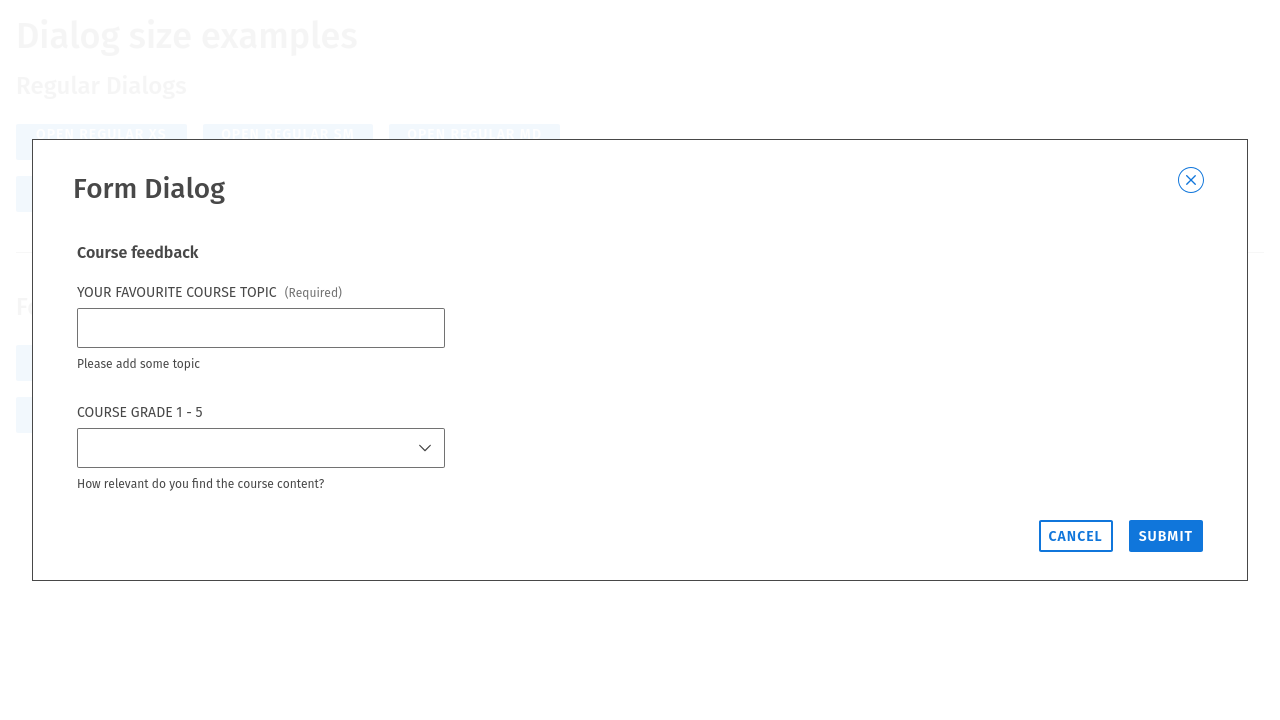 Dialog size examples
Regular Dialogs
OPEN REGULAR XS OPEN REGULAR SM OPEN REGULAR MD
Form Dialog
Course feedback
YOUR FAVOURITE COURSE TOPIC (Required)
Please add some topic
COURSE GRADE 1 - 5
How relevant do you find the course content?
CANCEL SUBMIT